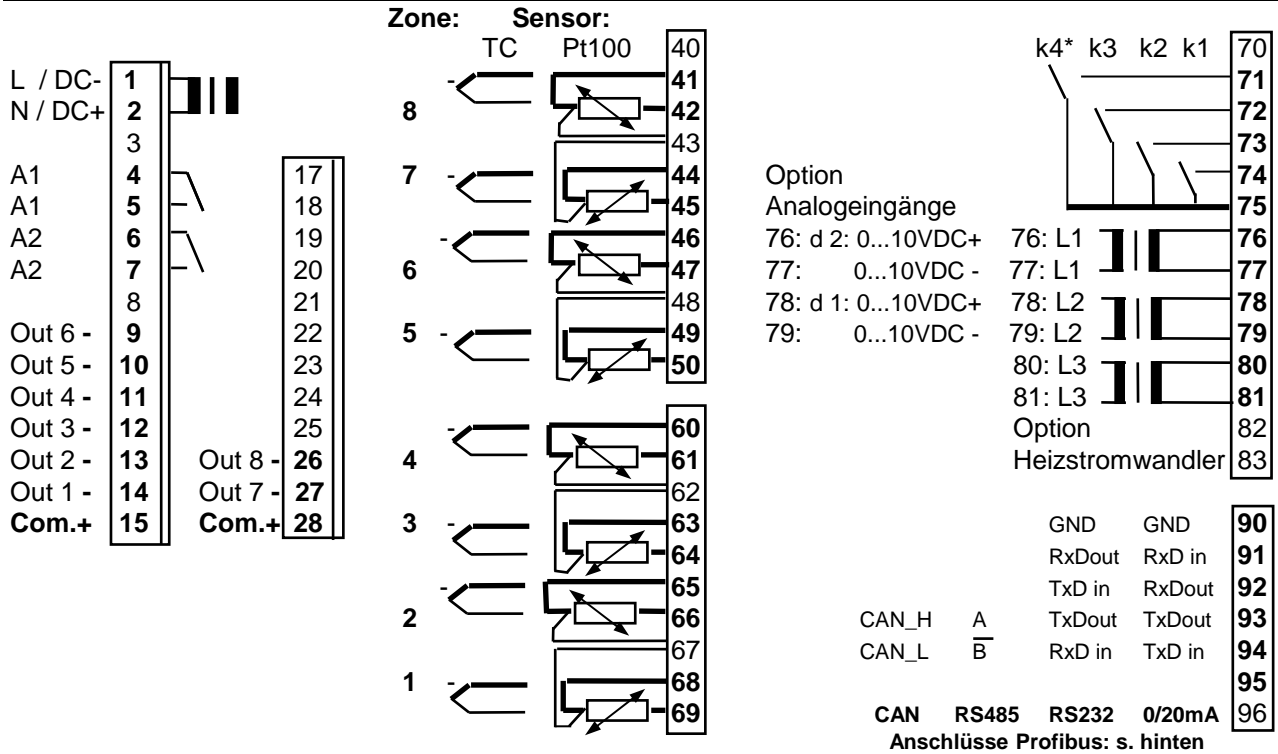 Zone: Sensor:
TC Pt100 40
41
8 42
43
7 44
45
46
6 47
48
5 49
50
60
4 61
62
3 63
64
65
2 66
67
1 68
69
L / DC- 1
N / DC+ 2
3
A1 4
A1 5
A2 6
A2 7
8
Out 6 - 9
Out 5 - 10
Out 4 - 11
Out 3 - 12
Out 2 - 13
Out 1 - 14
Com.+ 15
17
18
19
20
21
22
23
24
25
Out 8 - 26
Out 7 - 27
Com.+ 28
k4* k3 k2 k1 70
71
72
73
74
75
Option
Analogeingänge
76: d 2: 0...10VDC+ 76: L1 76
77: 0...10VDC - 77: L1 77
78: d 1: 0...10VDC+ 78: L2 78
79: 0...10VDC - 79: L2 79
80: L3 80
81: L3 81
Option 82
Heizstromwandler 83
GND GND 90
RxDout RxD in 91
TxD in RxDout 92
CAN_H A TxDout TxDout 93
CAN_L B̅ RxD in TxD in 94
95
CAN RS485 RS232 0/20mA 96
Anschlüsse Profibus: s. hinten